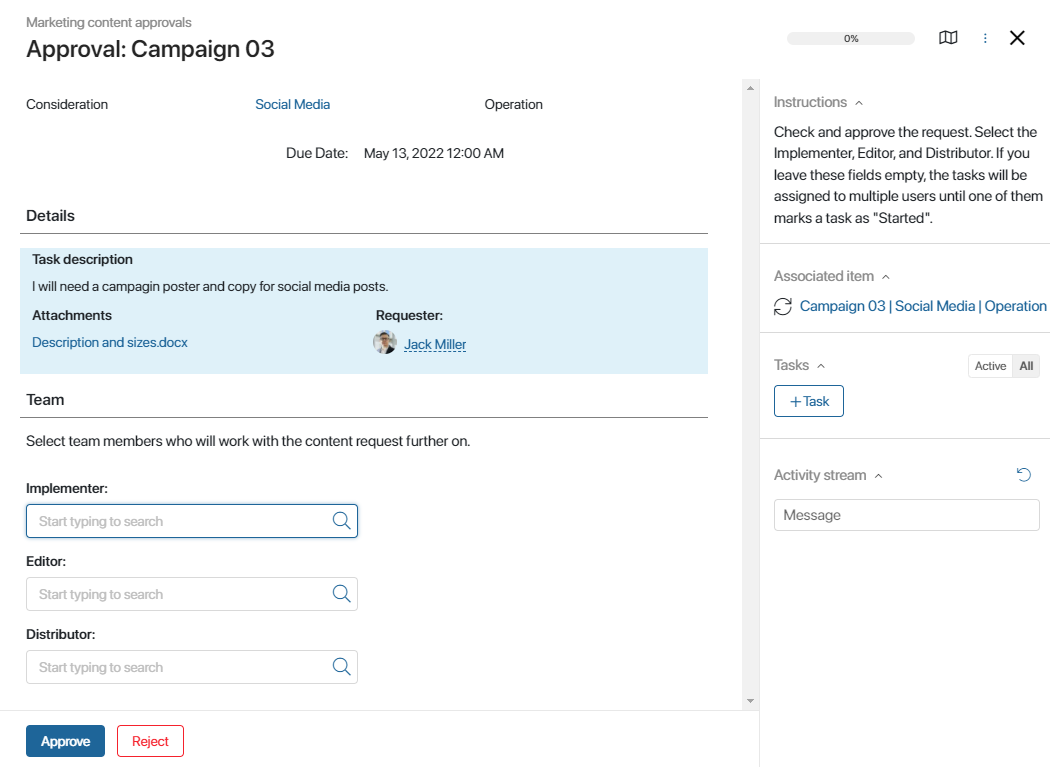 Marketing content approvals
Approval: Campaign 03
0%
Consideration Social Media Operation
Due Date: May 13, 2022 12:00 AM
Details
Task description
I will need a campagin poster and copy for social media posts.
Attachments Requester:
Description and sizes.docx Jack Miller
Team
Select team members who will work with the content request further on.
Implementer:
Start typing to search
Editor:
Start typing to search
Distributor:
Start typing to search
Approve Reject
Instructions
Check and approve the request. Select the
Implementer, Editor, and Distributor. If you
leave these fields empty, the tasks will be
assigned to multiple users until one of them
marks a task as "Started".
Associated item
Campaign 03 | Social Media | Operation
Tasks Active All
+Task
Activity stream
Message